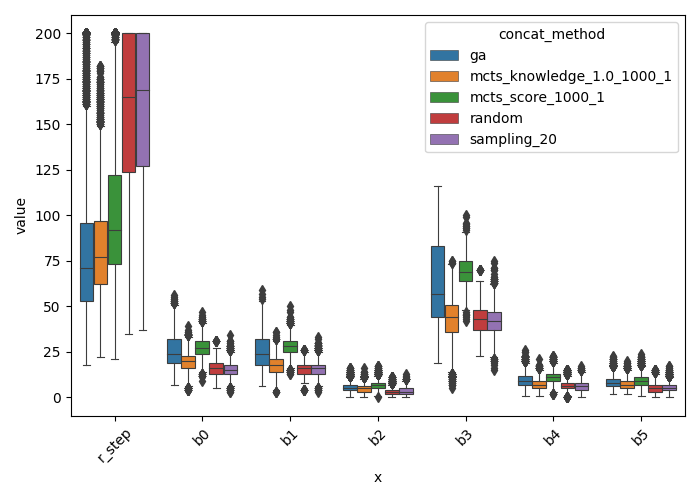 concat_method
ga
mcts_knowledge_1.0_1000_1
mcts_score_1000_1
random
sampling_20
value
200
175
150
125
100
75
50
25
0
r_step
b0
b1
b2
b3
b4
b5
x